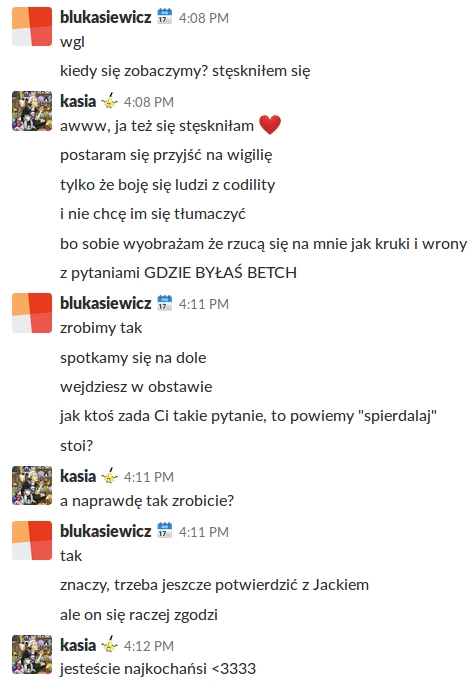 blukasiewicz 4:08 PM
wgl
kiedy się zobaczymy? stęskniłem się
kasia 4:08 PM
awww, ja też się stęskniłam
postaram się przyjść na wigilię
tylko że boję się ludzi z codility
i nie chcę im się tłumaczyć
bo sobie wyobrażam że rzucą się na mnie jak kruki i wrony
z pytaniami GDZIE BYŁAŚ BETCH
blukasiewicz 4:11 PM
zrobimy tak
spotkamy się na dole
wejdziesz w obstawie
jak ktoś zada Ci takie pytanie, to powiemy "spierdalaj"
stoi?
kasia 4:11 PM
a naprawdę tak zrobicie?
blukasiewicz 4:11 PM
tak
znaczy, trzeba jeszcze potwierdzić z Jackiem
ale on się raczej zgodzi
kasia 4:12 PM
jesteście najkochańsi <3333